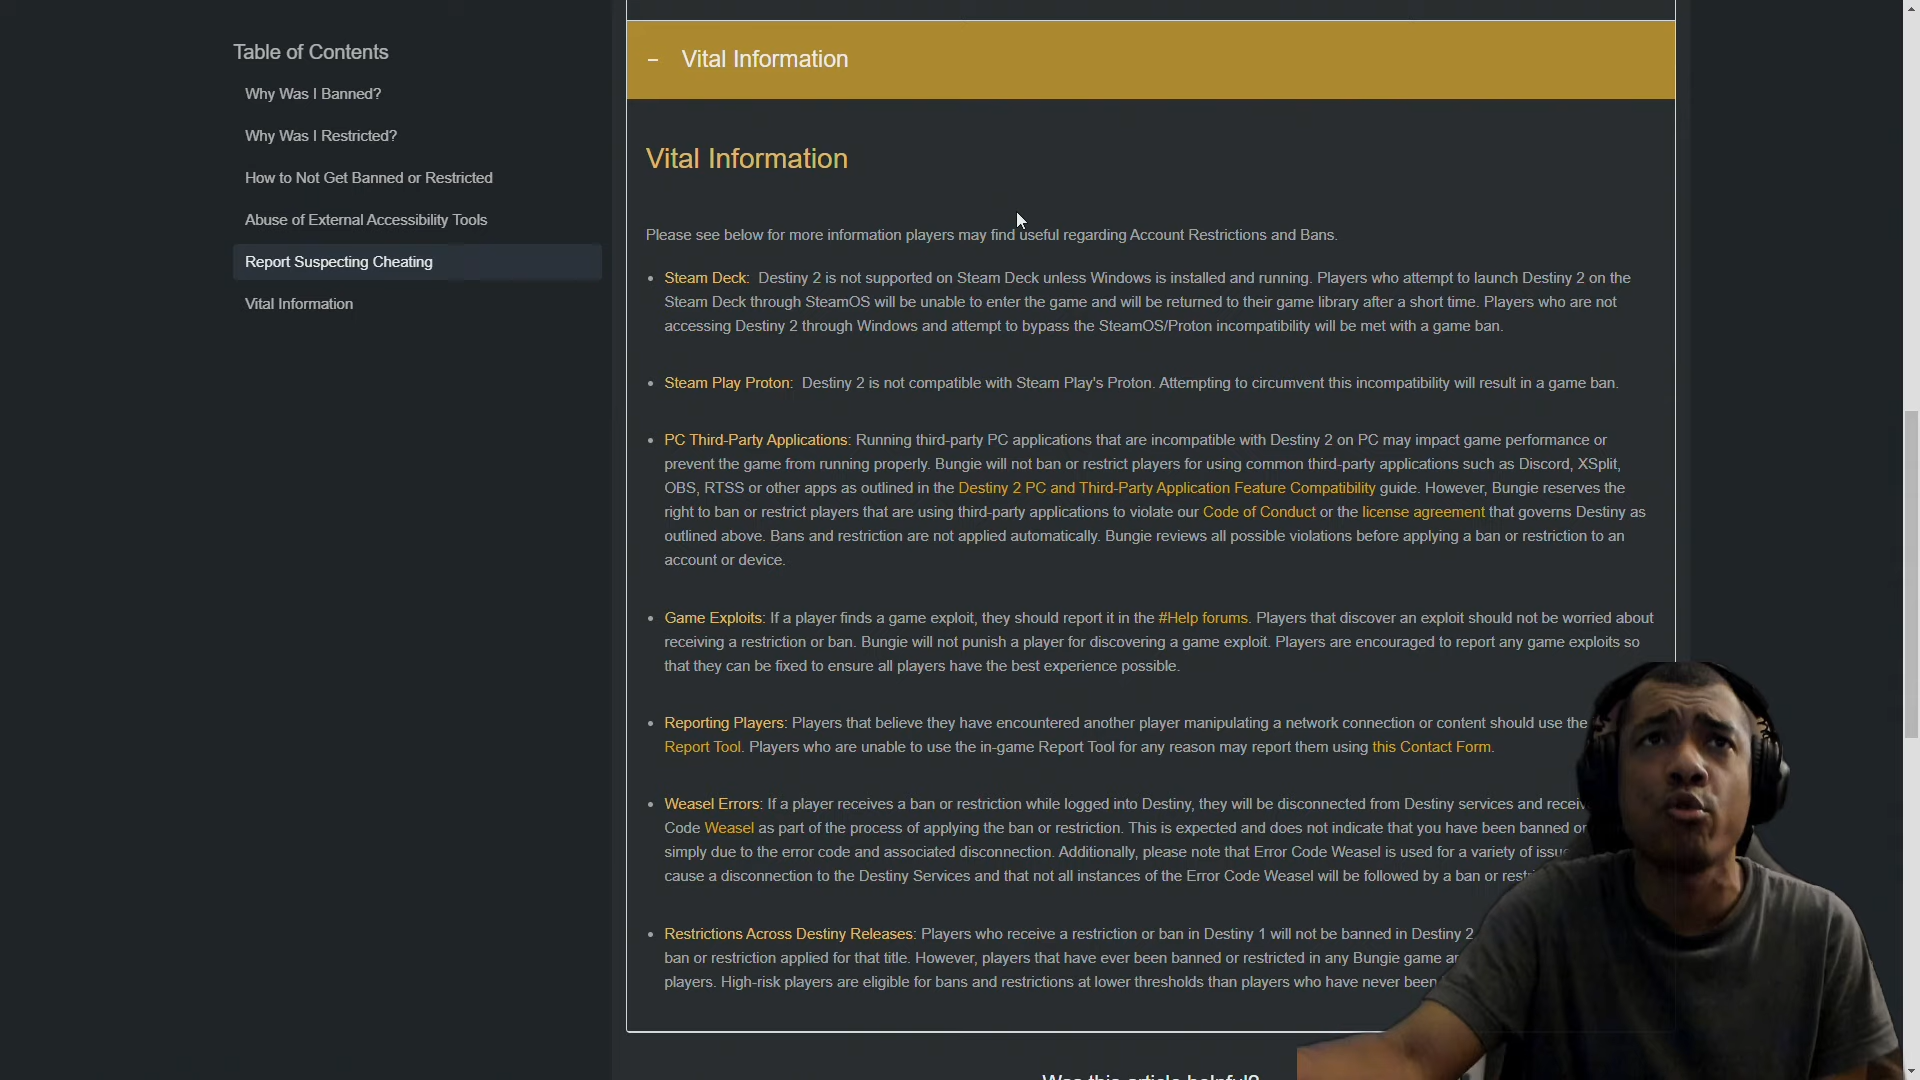 Table of Contents
Why Was I Banned?
Why Was I Restricted?
How to Not Get Banned or Restricted
Abuse of External Accessibility Tools
Report Suspecting Cheating
Vital Information
– Vital Information
Vital Information
Please see below for more information players may find useful regarding Account Restrictions and Bans.
• Steam Deck: Destiny 2 is not supported on Steam Deck unless Windows is installed and running. Players who attempt to launch Destiny 2 on the
Steam Deck through SteamOS will be unable to enter the game and will be returned to their game library after a short time. Players who are not
accessing Destiny 2 through Windows and attempt to bypass the SteamOS/Proton incompatibility will be met with a game ban.
• Steam Play Proton: Destiny 2 is not compatible with Steam Play's Proton. Attempting to circumvent this incompatibility will result in a game ban.
• PC Third-Party Applications: Running third-party PC applications that are incompatible with Destiny 2 on PC may impact game performance or
prevent the game from running properly. Bungie will not ban or restrict players for using common third-party applications such as Discord, XSplit,
OBS, RTSS or other apps as outlined in the Destiny 2 PC and Third-Party Application Feature Compatibility guide. However, Bungie reserves the
right to ban or restrict players that are using third-party applications to violate our Code of Conduct or the license agreement that governs Destiny as
outlined above. Bans and restriction are not applied automatically. Bungie reviews all possible violations before applying a ban or restriction to an
account or device.
• Game Exploits: If a player finds a game exploit, they should report it in the #Help forums. Players that discover an exploit should not be worried about
receiving a restriction or ban. Bungie will not punish a player for discovering a game exploit. Players are encouraged to report any game exploits so
that they can be fixed to ensure all players have the best experience possible.
• Reporting Players: Players that believe they have encountered another player manipulating a network connection or content should use the
Report Tool. Players who are unable to use the in-game Report Tool for any reason may report them using this Contact Form.
• Weasel Errors: If a player receives a ban or restriction while logged into Destiny, they will be disconnected from Destiny services and
Code Weasel as part of the process of applying the ban or restriction. This is expected and does not indicate that you have been banned
simply due to the error code and associated disconnection. Additionally, please note that Error Code Weasel is used for a variety of
cause a disconnection to the Destiny Services and that not all instances of the Error Code Weasel will be followed by a ban or
• Restrictions Across Destiny Releases: Players who receive a restriction or ban in Destiny 1 will not be banned in Destiny 2
ban or restriction applied for that title. However, players that have ever been banned or restricted in any Bungie game
players. High-risk players are eligible for bans and restrictions at lower thresholds than players who have never been
Was this article helpful?